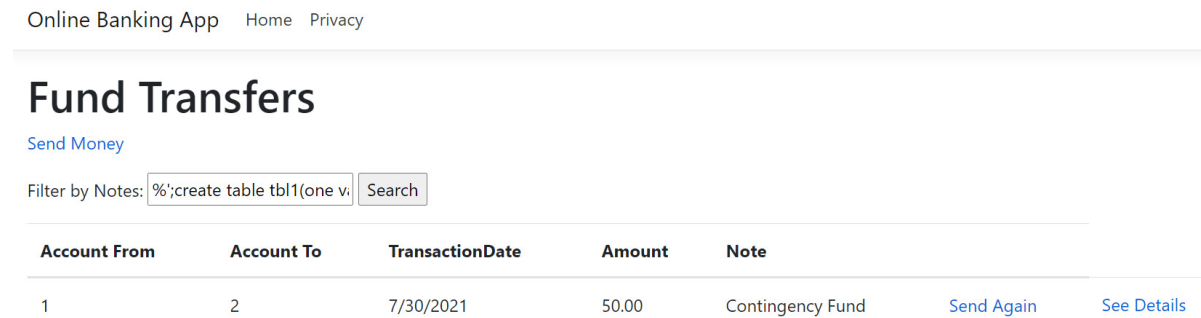 Online Banking App Home Privacy
Fund Transfers
Send Money
Filter by Notes: %';create table tbl1(one Search
Account From Account To TransactionDate Amount Note
1 2 7/30/2021 50.00 Contingency Fund Send Again See Details